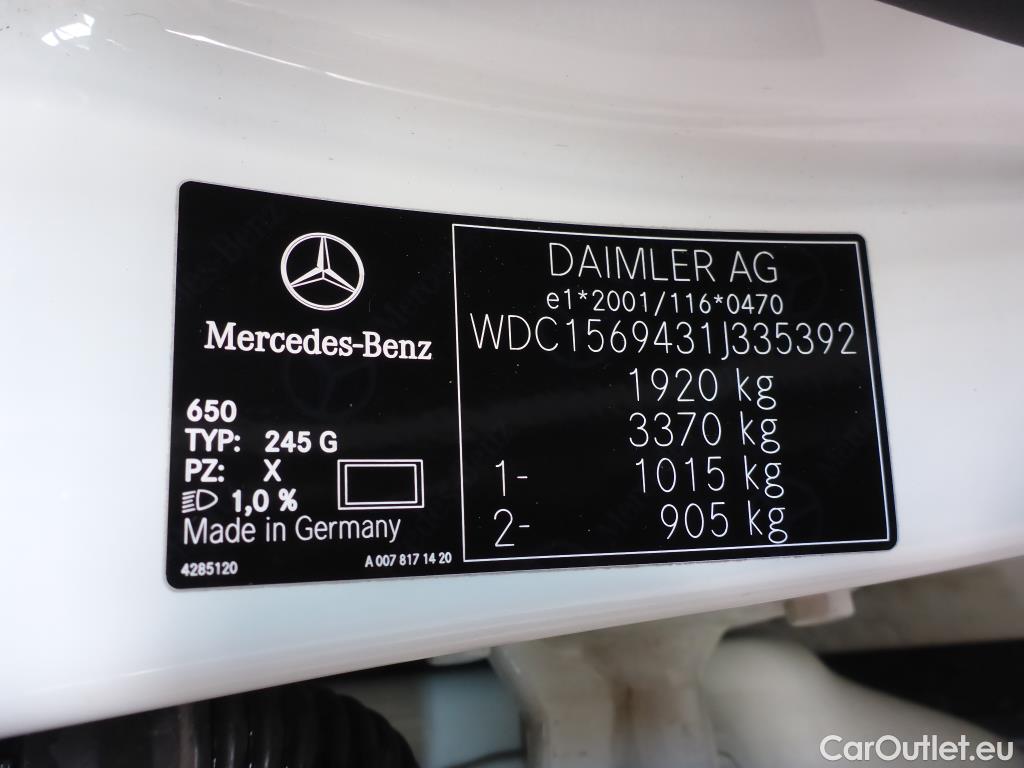 Mercedes-Benz
650
TYP: 245 G
PZ: X
1,0 %
Made in Germany
4285120
A 007 817 14 20
DAIMLER AG
e1*2001/116*0470
WDC1569431J335392
1920 kg
3370 kg
1- 1015 kg
2- 905 kg
CarOutlet.eu